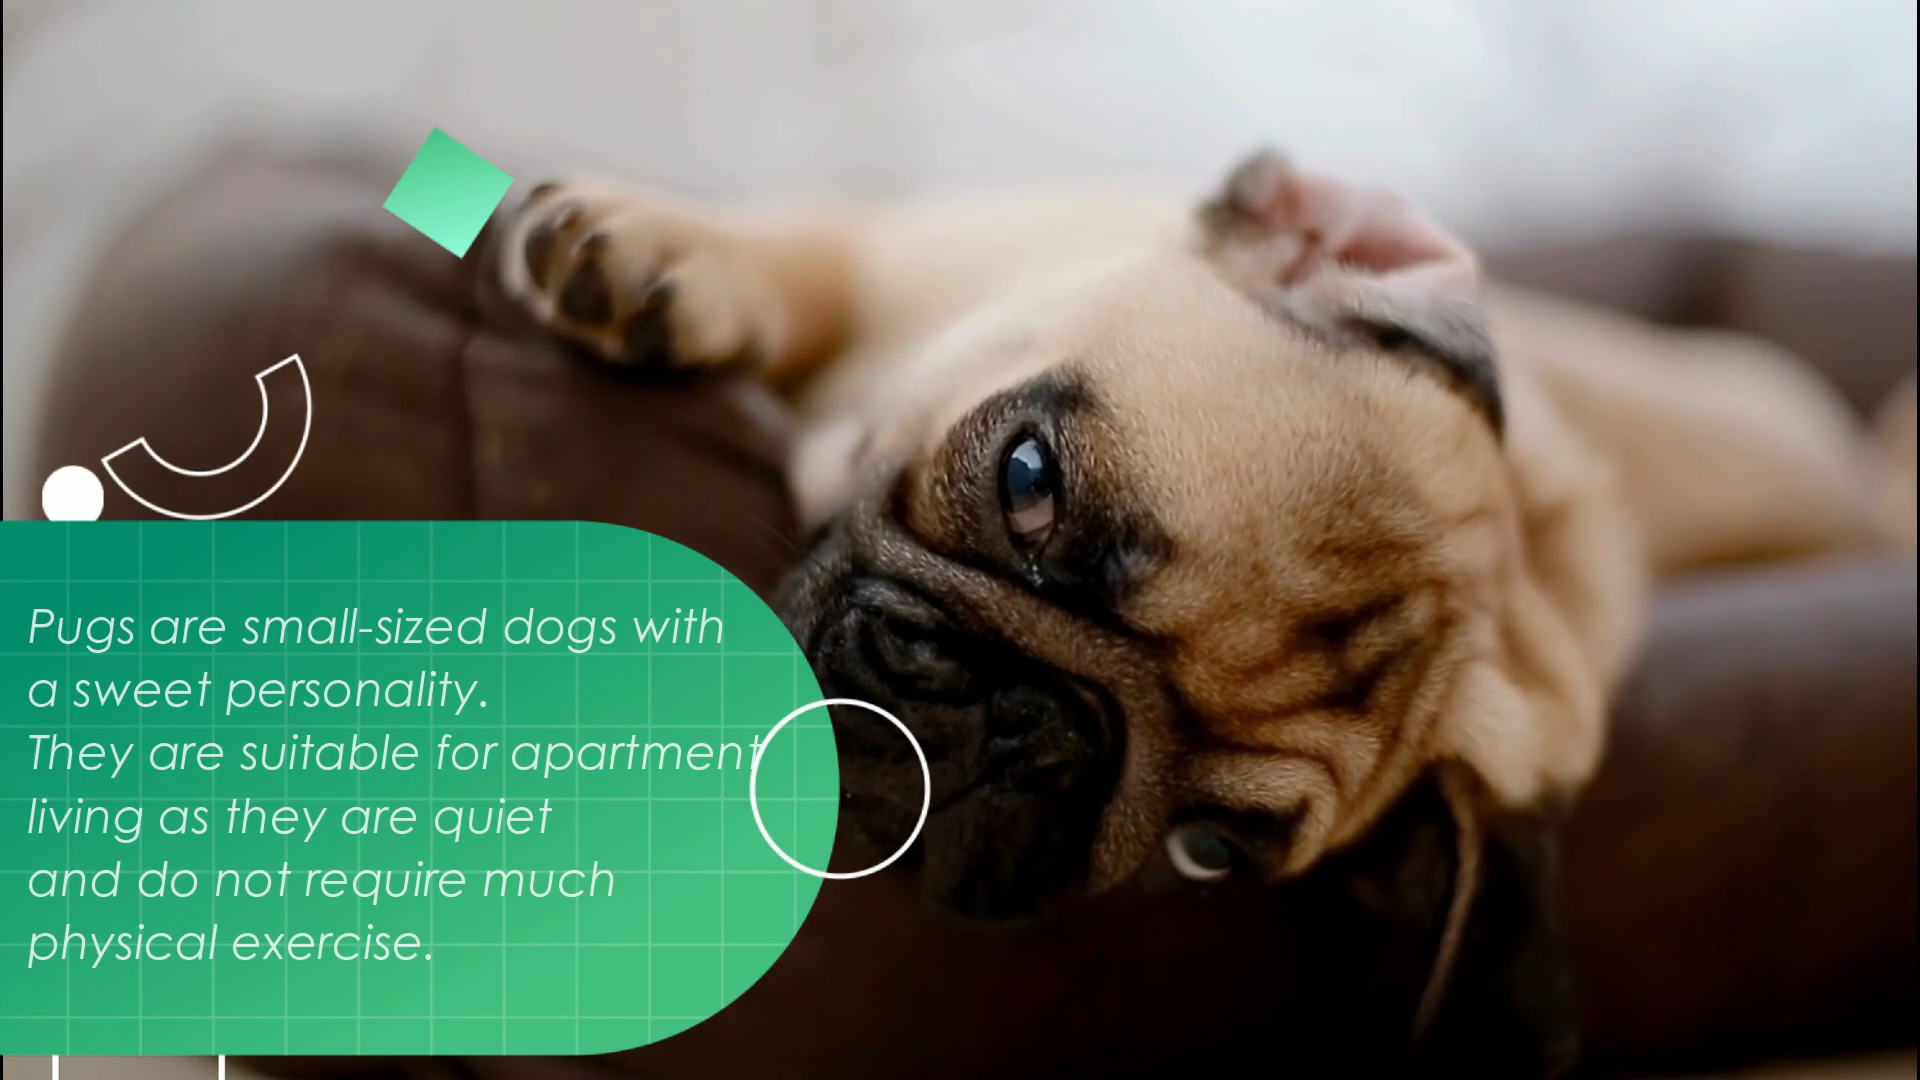 Pugs are small-sized dogs with
a sweet personality.
They are suitable for apartment
living as they are quiet
and do not require much
physical exercise.